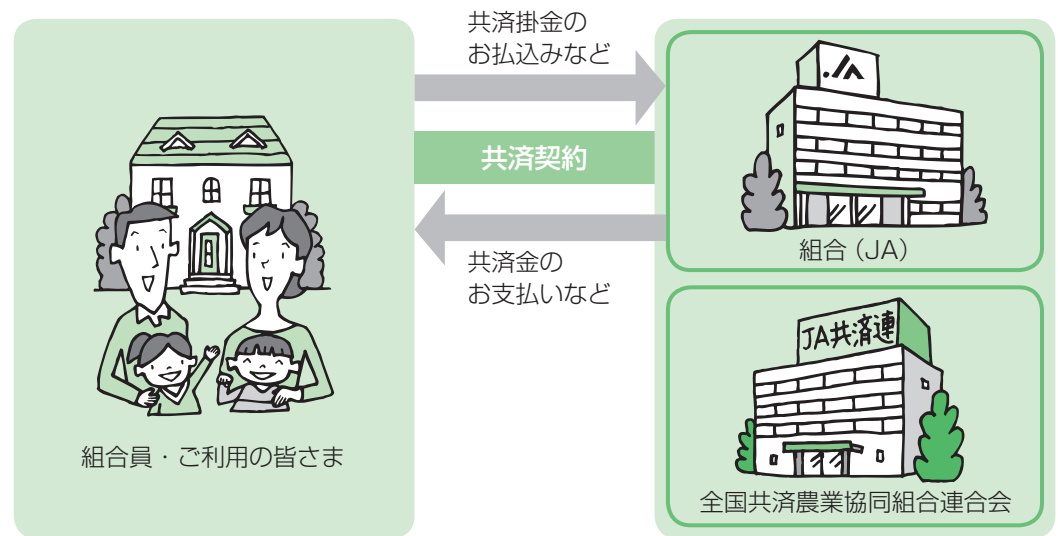 共済掛金の
お払込みなど
共済契約
共済金の
お支払いなど
組合員・ご利用の皆さま
JA
組合（JA）
JA共済連
全国共済農業協同組合連合会